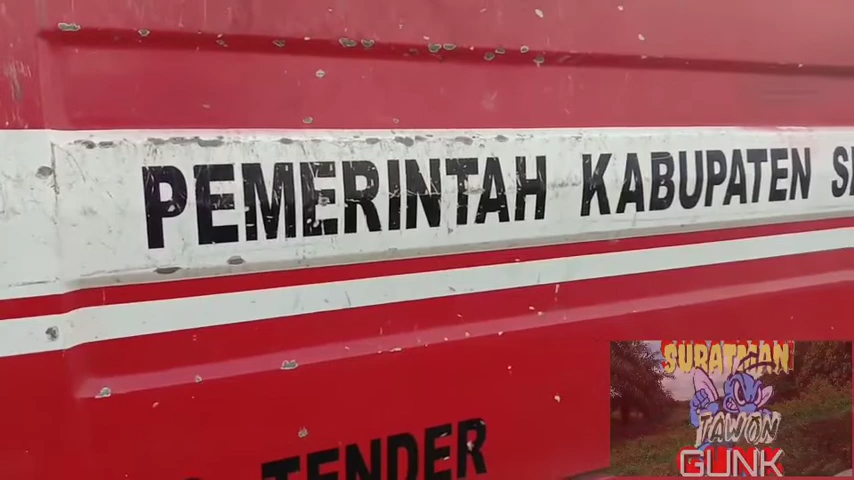 PEMERINTAH KABUPATEN
TENDER
SURATMAN
TAWON
GUNK